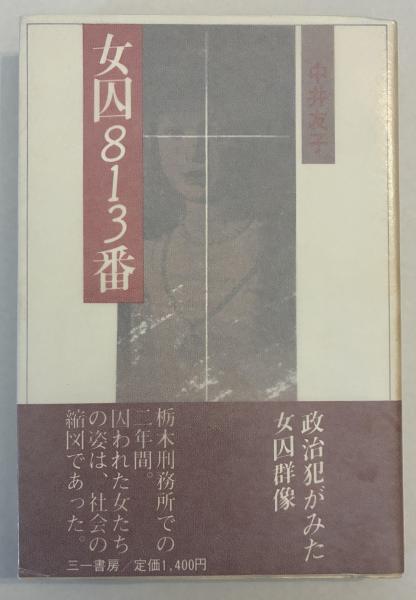 中井友子
女囚813番
政治犯がみた
女囚群像
栃木刑務所での
二年間。
囚われた女たち
の姿は、社会の
縮図であった。
三一書房／定価1,400円